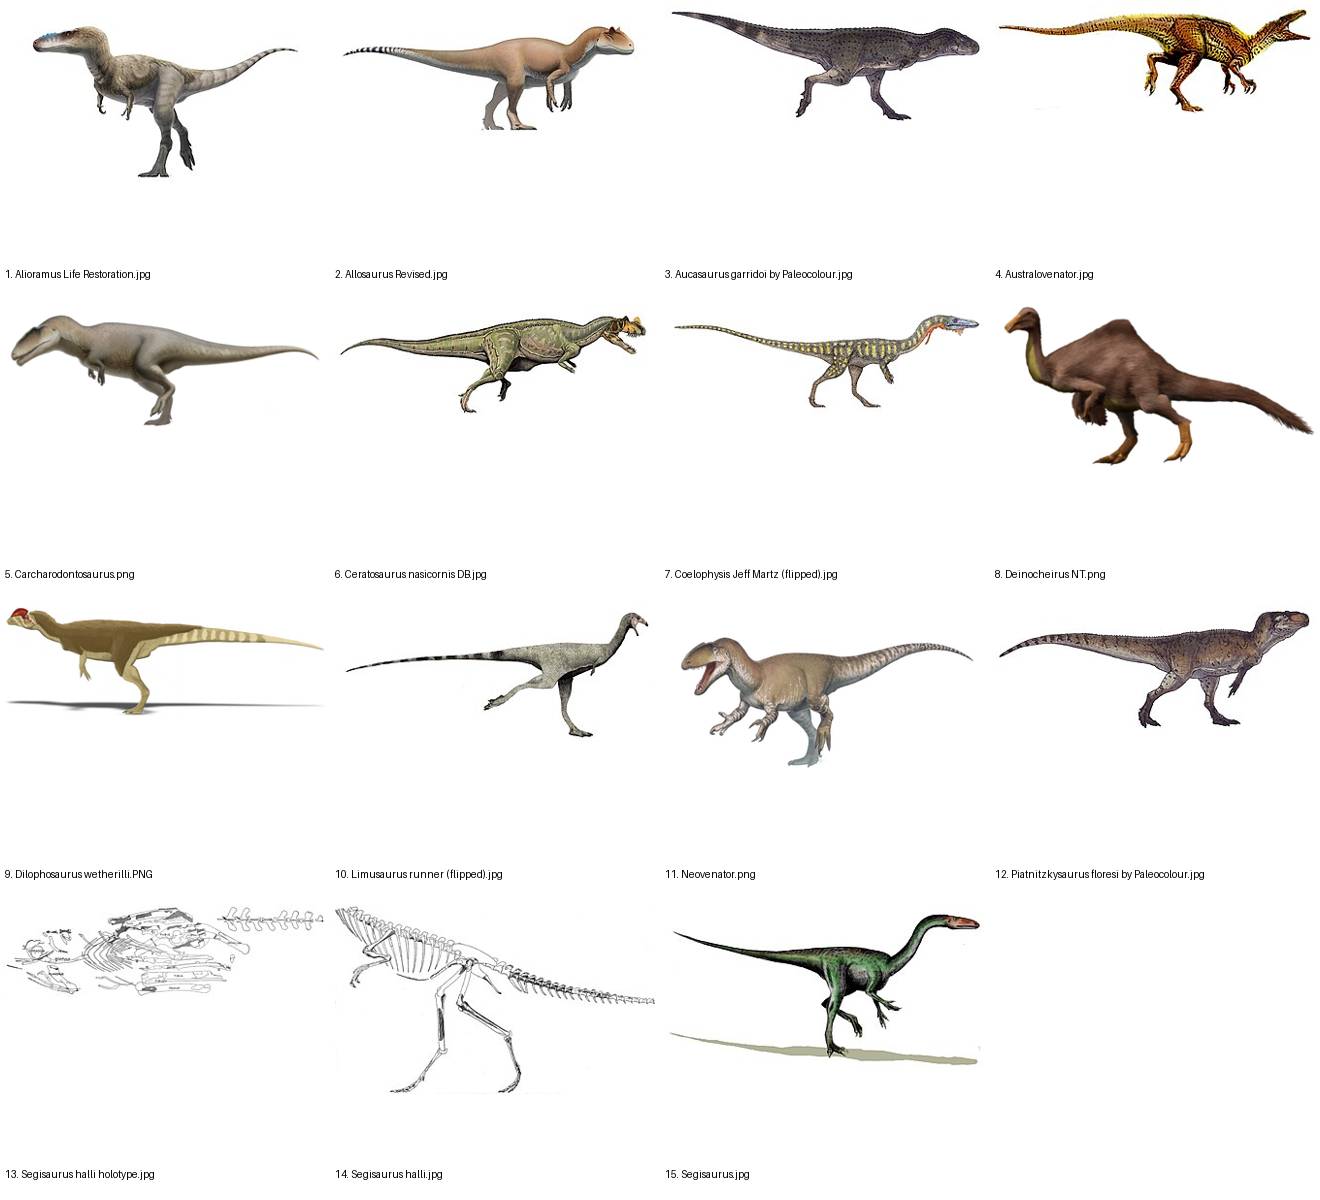 1. Alioramus Life Restoration.jpg
2. Allosaurus Revised.jpg
3. Aucasaurus garridoi by Paleocolour.jpg
4. Australovenator.jpg
5. Carcharodontosaurus.png
6. Ceratosaurus nasicornis DB.jpg
7. Coelophysis Jeff Martz (flipped).jpg
8. Deinocheirus NT.png
9. Dilophosaurus wetherilli.PNG
10. Limusaurus runner (flipped).jpg
11. Neovenator.png
12. Piatnitzkysaurus floresi by Paleocolour.jpg
13. Segisaurus halli holotype.jpg
14. Segisaurus halli.jpg
15. Segisaurus.jpg